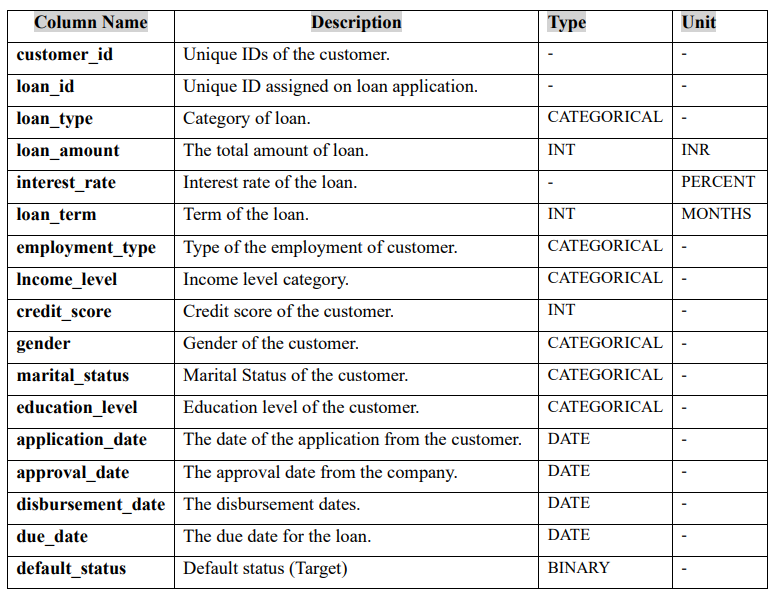 Column Name Description Type Unit
customer_id Unique IDs of the customer. - -
loan_id Unique ID assigned on loan application. - -
loan_type Category of loan. CATEGORICAL -
loan_amount The total amount of loan. INT INR
interest_rate Interest rate of the loan. - PERCENT
loan_term Term of the loan. INT MONTHS
employment_type Type of the employment of customer. CATEGORICAL -
Income_level Income level category. CATEGORICAL -
credit_score Credit score of the customer. INT -
gender Gender of the customer. CATEGORICAL -
marital_status Marital Status of the customer. CATEGORICAL -
education_level Education level of the customer. CATEGORICAL -
application_date The date of the application from the customer. DATE -
approval_date The approval date from the company. DATE -
disbursement_date The disbursement dates. DATE -
due_date The due date for the loan. DATE -
default_status Default status (Target) BINARY -